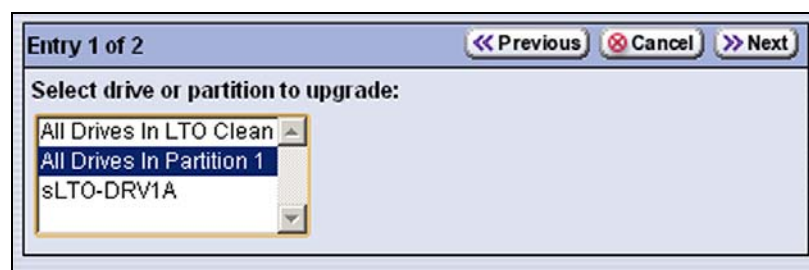 Entry 1 of 2 Previous Cancel Next
Select drive or partition to upgrade:
All Drives In LTO Clean
All Drives In Partition 1
sLTO-DRV1A